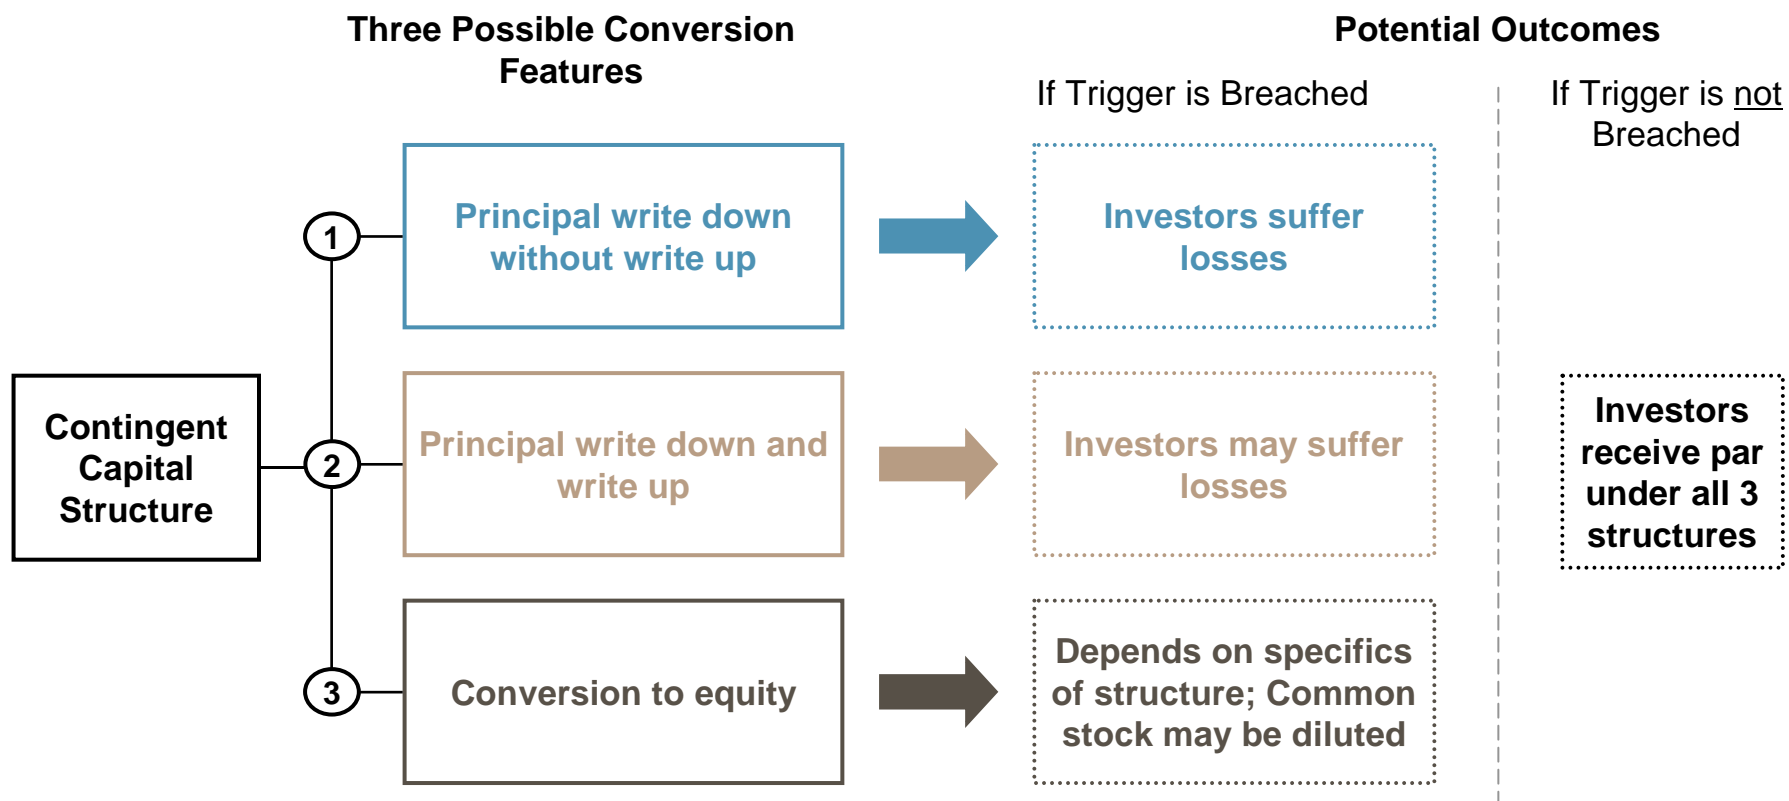 Three Possible Conversion
Features
Potential Outcomes
If Trigger is Breached
If Trigger is not
Breached
1
Principal write down
without write up
Investors suffer
losses
Contingent
Capital
Structure
2
Principal write down and
write up
Investors may suffer
losses
Investors
receive par
under all 3
structures
3
Conversion to equity
Depends on specifics
of structure; Common
stock may be diluted